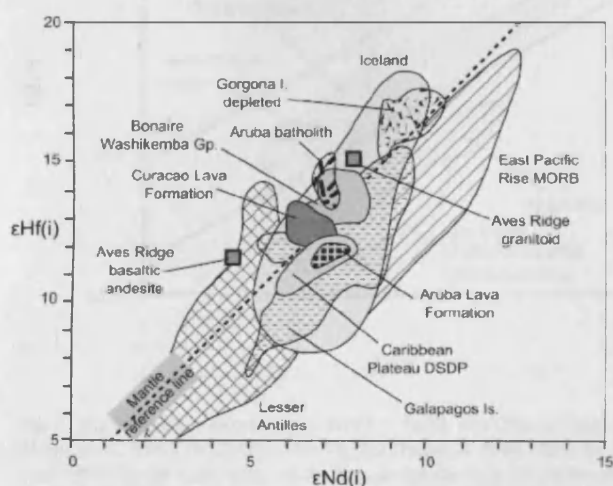 20
15
10
5
εHf(i)
0
5
10
15
εNd(i)
Iceland
Gorgona I.
depleted
Bonaire
Washikemba Gp.
Aruba batholith
Curacao Lava
Formation
Aves Ridge
basaltic
andesite
East Pacific
Rise MORB
Aves Ridge
granitoid
Aruba Lava
Formation
Caribbean
Plateau DSDP
Galapagos Is.
Lesser
Antilles
Mantle
reference line